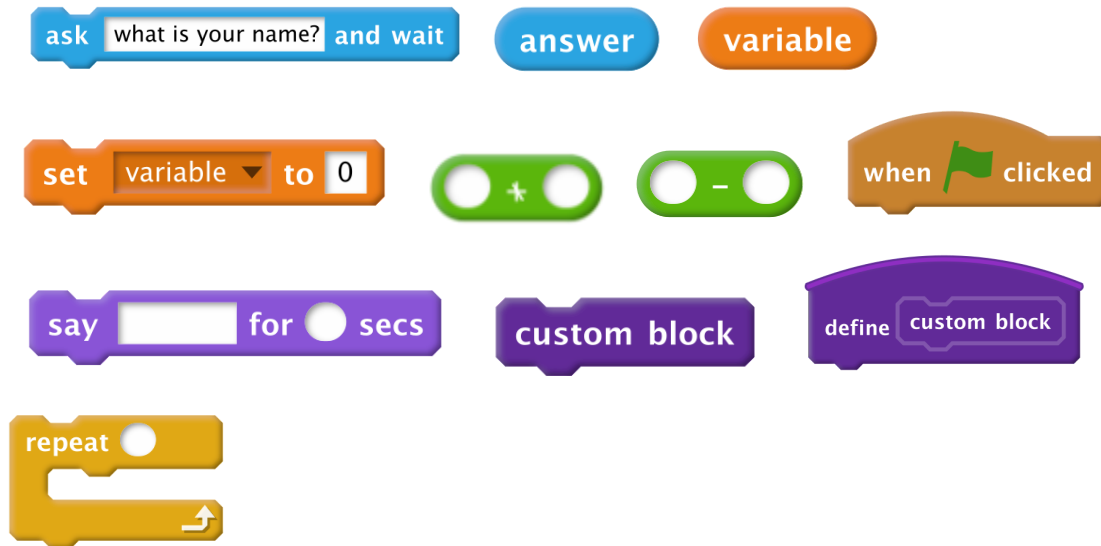 ask what is your name? and wait
answer
variable
set variable to 0
*
-
when clicked
say for secs
custom block
define custom block
repeat